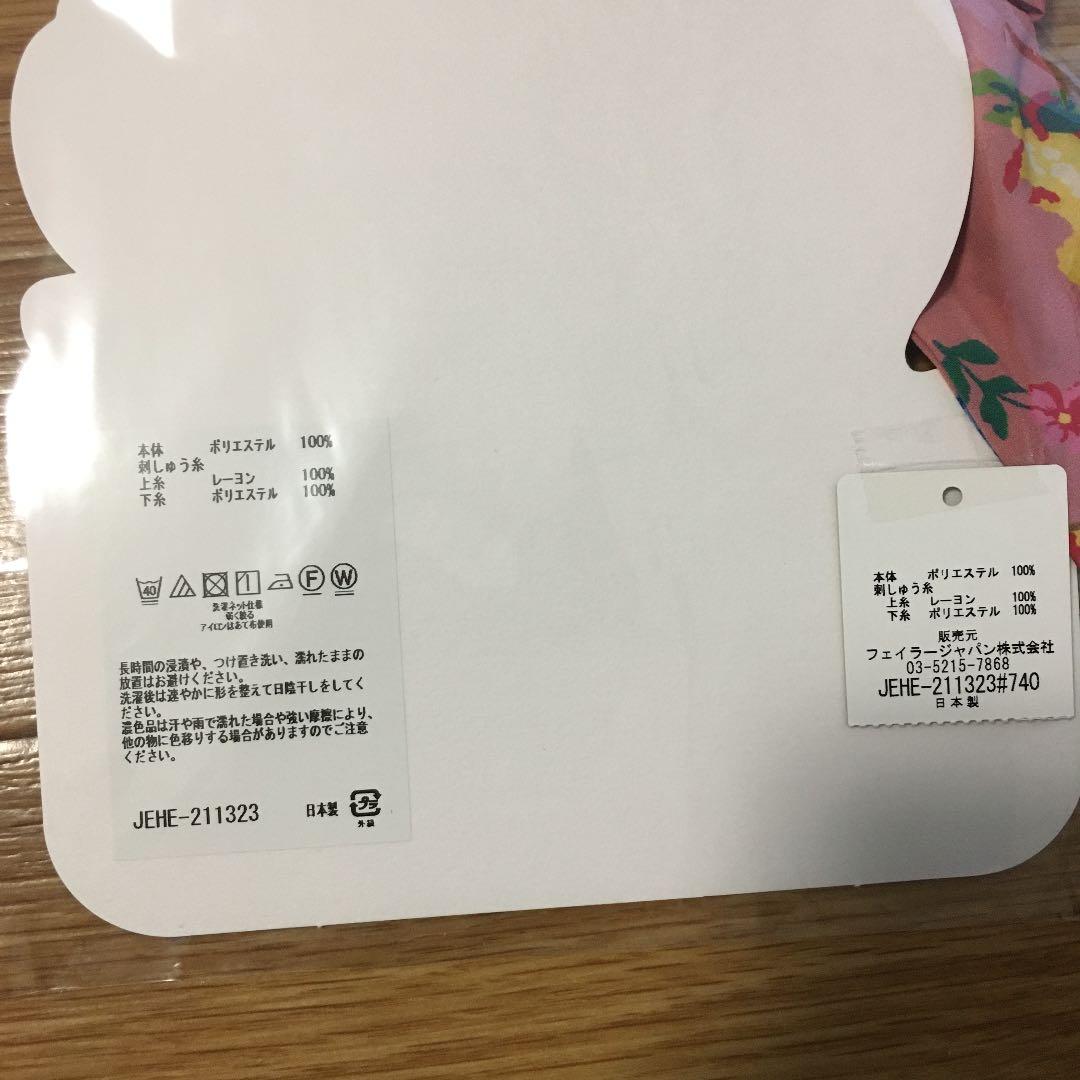 本体 ポリエステル 100%
刺しゅう糸
上糸 レーヨン 100%
下糸 ポリエステル 100%
40 F W
洗濯ネット仕様
弱く絞る
アイロンはあて布使用
長時間の浸漬や、つけ置き洗い、濡れたままの
放置はお避けください。
洗濯後は速やかに形を整えて日陰干しをしてく
ださい。
濃色品は汗や雨で濡れた場合や強い摩擦により、
他の物に色移りする場合がありますのでご注意
ください。
JEHE-211323 日本製 プラ
外袋
本体 ポリエステル 100%
刺しゅう糸
上糸 レーヨン 100%
下糸 ポリエステル 100%
販売元
フェイラージャパン株式会社
03-5215-7868
JEHE-211323#740
日本製